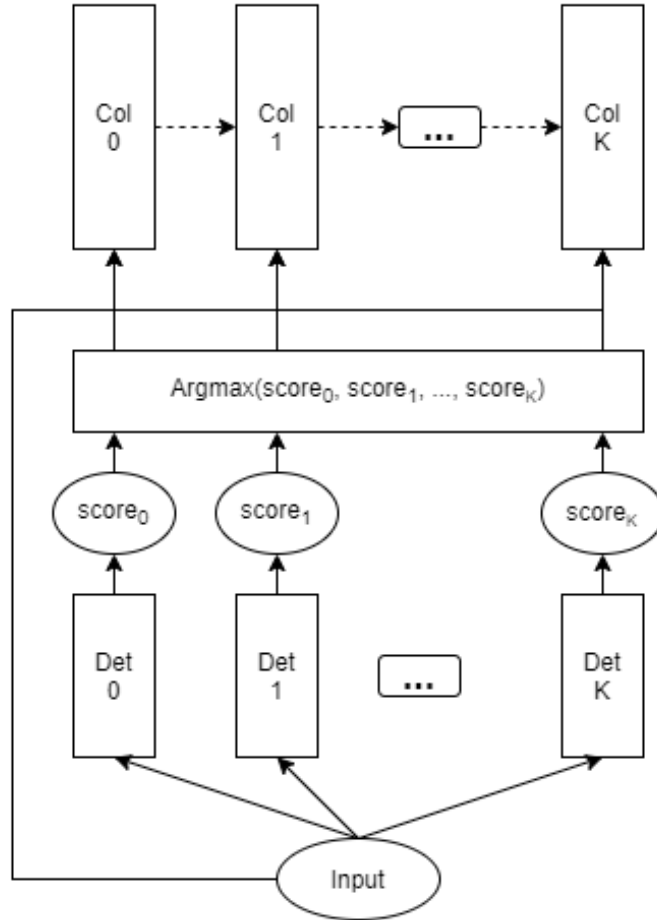 Col
0
Col
1
...
Col
K
Argmax(score₀, score₁, ..., scoreₖ)
score₀
score₁
scoreₖ
Det
0
Det
1
...
Det
K
Input